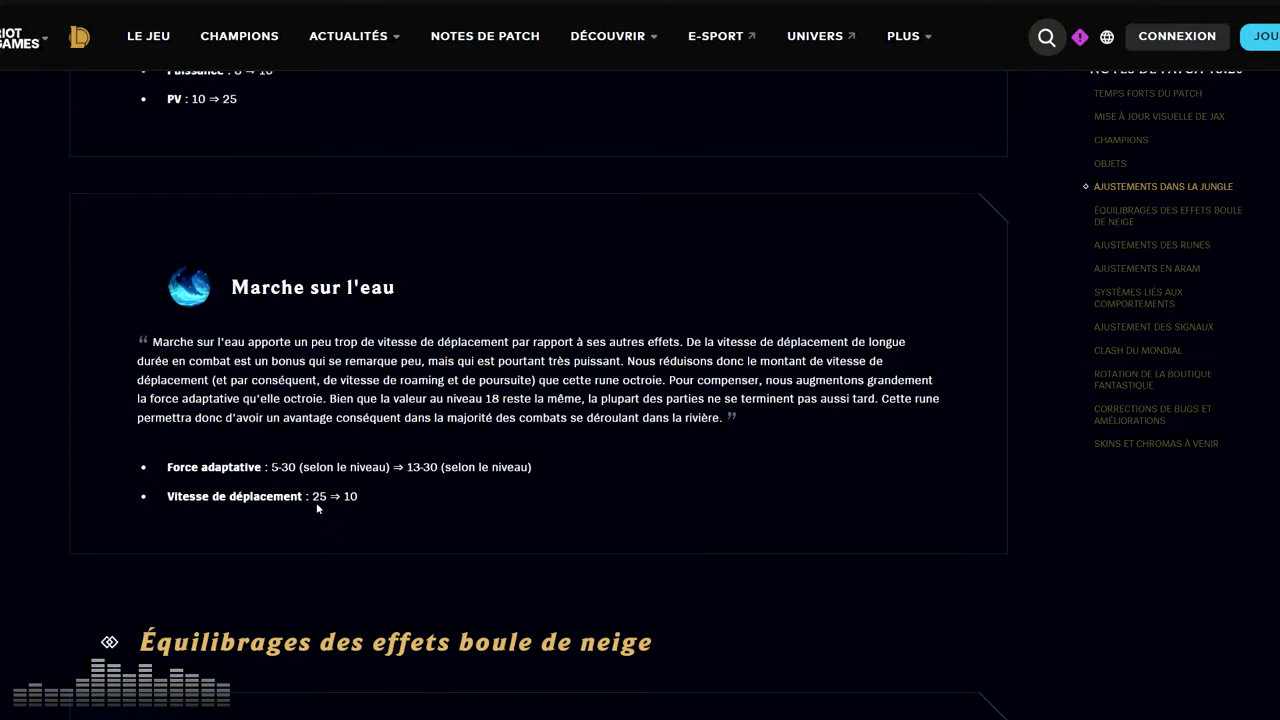 RIOT
GAMES
LE JEU
CHAMPIONS
ACTUALITÉS
NOTES DE PATCH
DÉCOUVRIR
E-SPORT
UNIVERS
PLUS
CONNEXION
JOU
• PV : 10 ⇒ 25
Marche sur l'eau
“ Marche sur l'eau apporte un peu trop de vitesse de déplacement par rapport à ses autres effets. De la vitesse de déplacement de longue
durée en combat est un bonus qui se remarque peu, mais qui est pourtant très puissant. Nous réduisons donc le montant de vitesse de
déplacement (et par conséquent, de vitesse de roaming et de poursuite) que cette rune octroie. Pour compenser, nous augmentons grandement
la force adaptative qu'elle octroie. Bien que la valeur au niveau 18 reste la même, la plupart des parties ne se terminent pas aussi tard. Cette rune
permettra donc d'avoir un avantage conséquent dans la majorité des combats se déroulant dans la rivière. ”
• Force adaptative : 5-30 (selon le niveau) ⇒ 13-30 (selon le niveau)
• Vitesse de déplacement : 25 ⇒ 10
Équilibrages des effets boule de neige
TEMPS FORTS DU PATCH
MISE À JOUR VISUELLE DE JAX
CHAMPIONS
OBJETS
AJUSTEMENTS DANS LA JUNGLE
ÉQUILIBRAGES DES EFFETS BOULE
DE NEIGE
AJUSTEMENTS DES RUNES
AJUSTEMENTS EN ARAM
SYSTÈMES LIÉS AUX
COMPORTEMENTS
AJUSTEMENT DES SIGNAUX
CLASH DU MONDIAL
ROTATION DE LA BOUTIQUE
FANTASTIQUE
CORRECTIONS DE BUGS ET
AMÉLIORATIONS
SKINS ET CHROMAS À VENIR